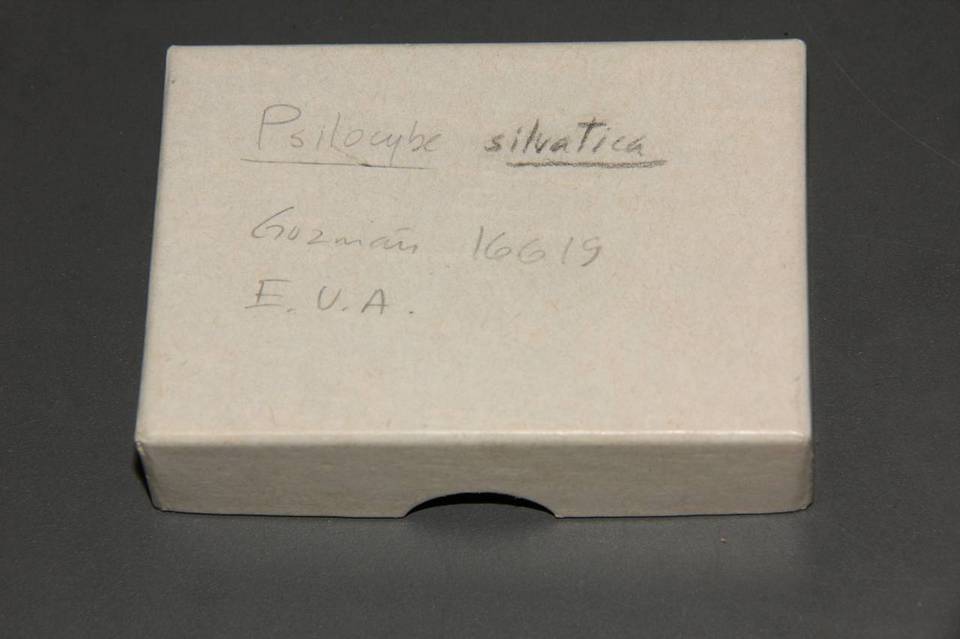 Psilocybe silvatica
Guzmán 16619
E.U.A.